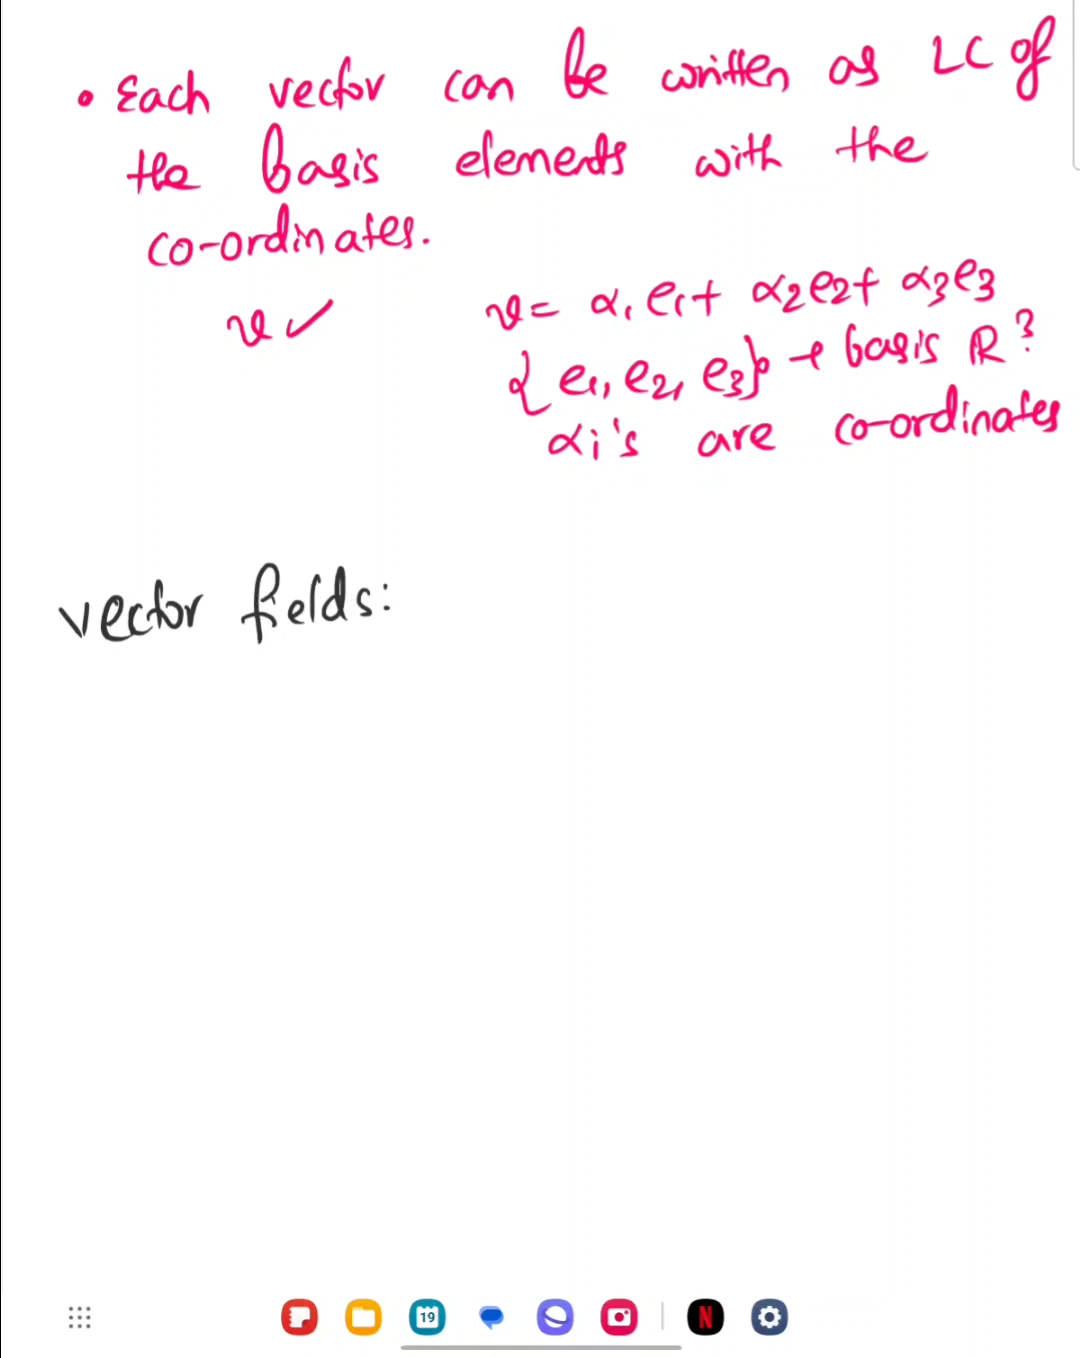 • Each vector can be written as LC of
the basis elements with the
co-ordinates.
v ✓
v = α₁e₁ + α₂e₂ + α₃e₃
{e₁, e₂, e₃} → basis ℝ³
αi's are co-ordinates
vector fields:
19
N